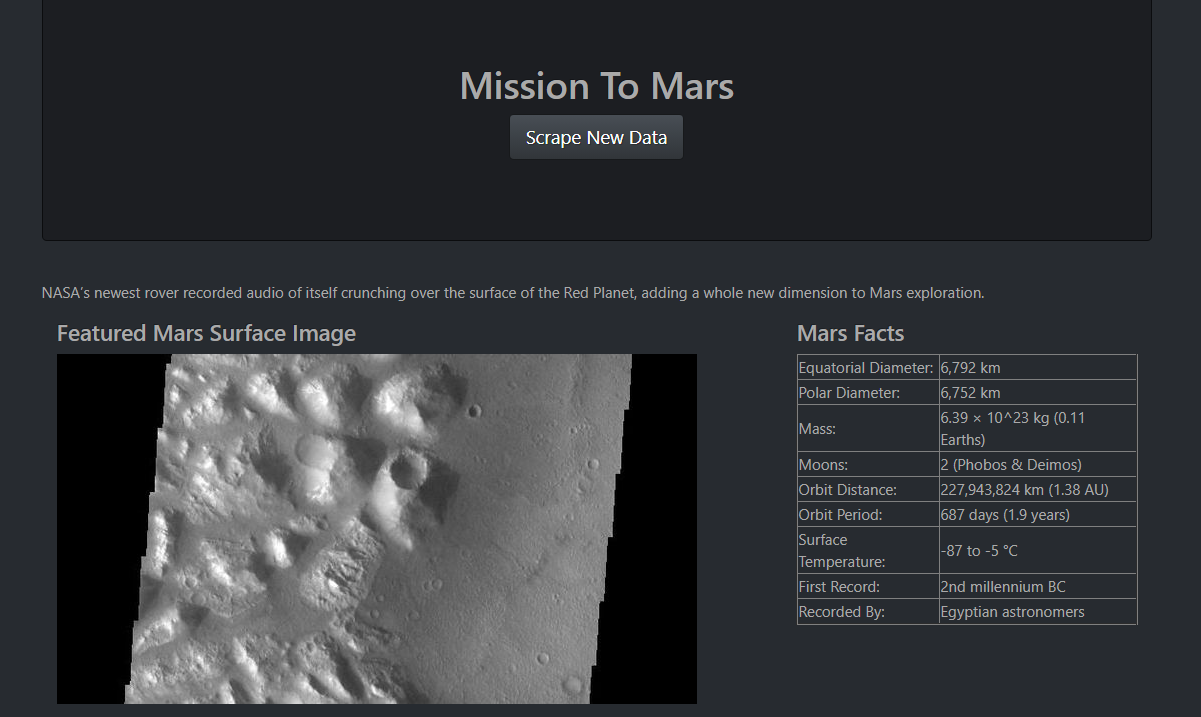 Mission To Mars
Scrape New Data
NASA's newest rover recorded audio of itself crunching over the surface of the Red Planet, adding a whole new dimension to Mars exploration.
Featured Mars Surface Image
Mars Facts
Equatorial Diameter: 6,792 km
Polar Diameter: 6,752 km
Mass: 6.39 × 10^23 kg (0.11
Earths)
Moons: 2 (Phobos & Deimos)
Orbit Distance: 227,943,824 km (1.38 AU)
Orbit Period: 687 days (1.9 years)
Surface
Temperature: -87 to -5 °C
First Record: 2nd millennium BC
Recorded By: Egyptian astronomers